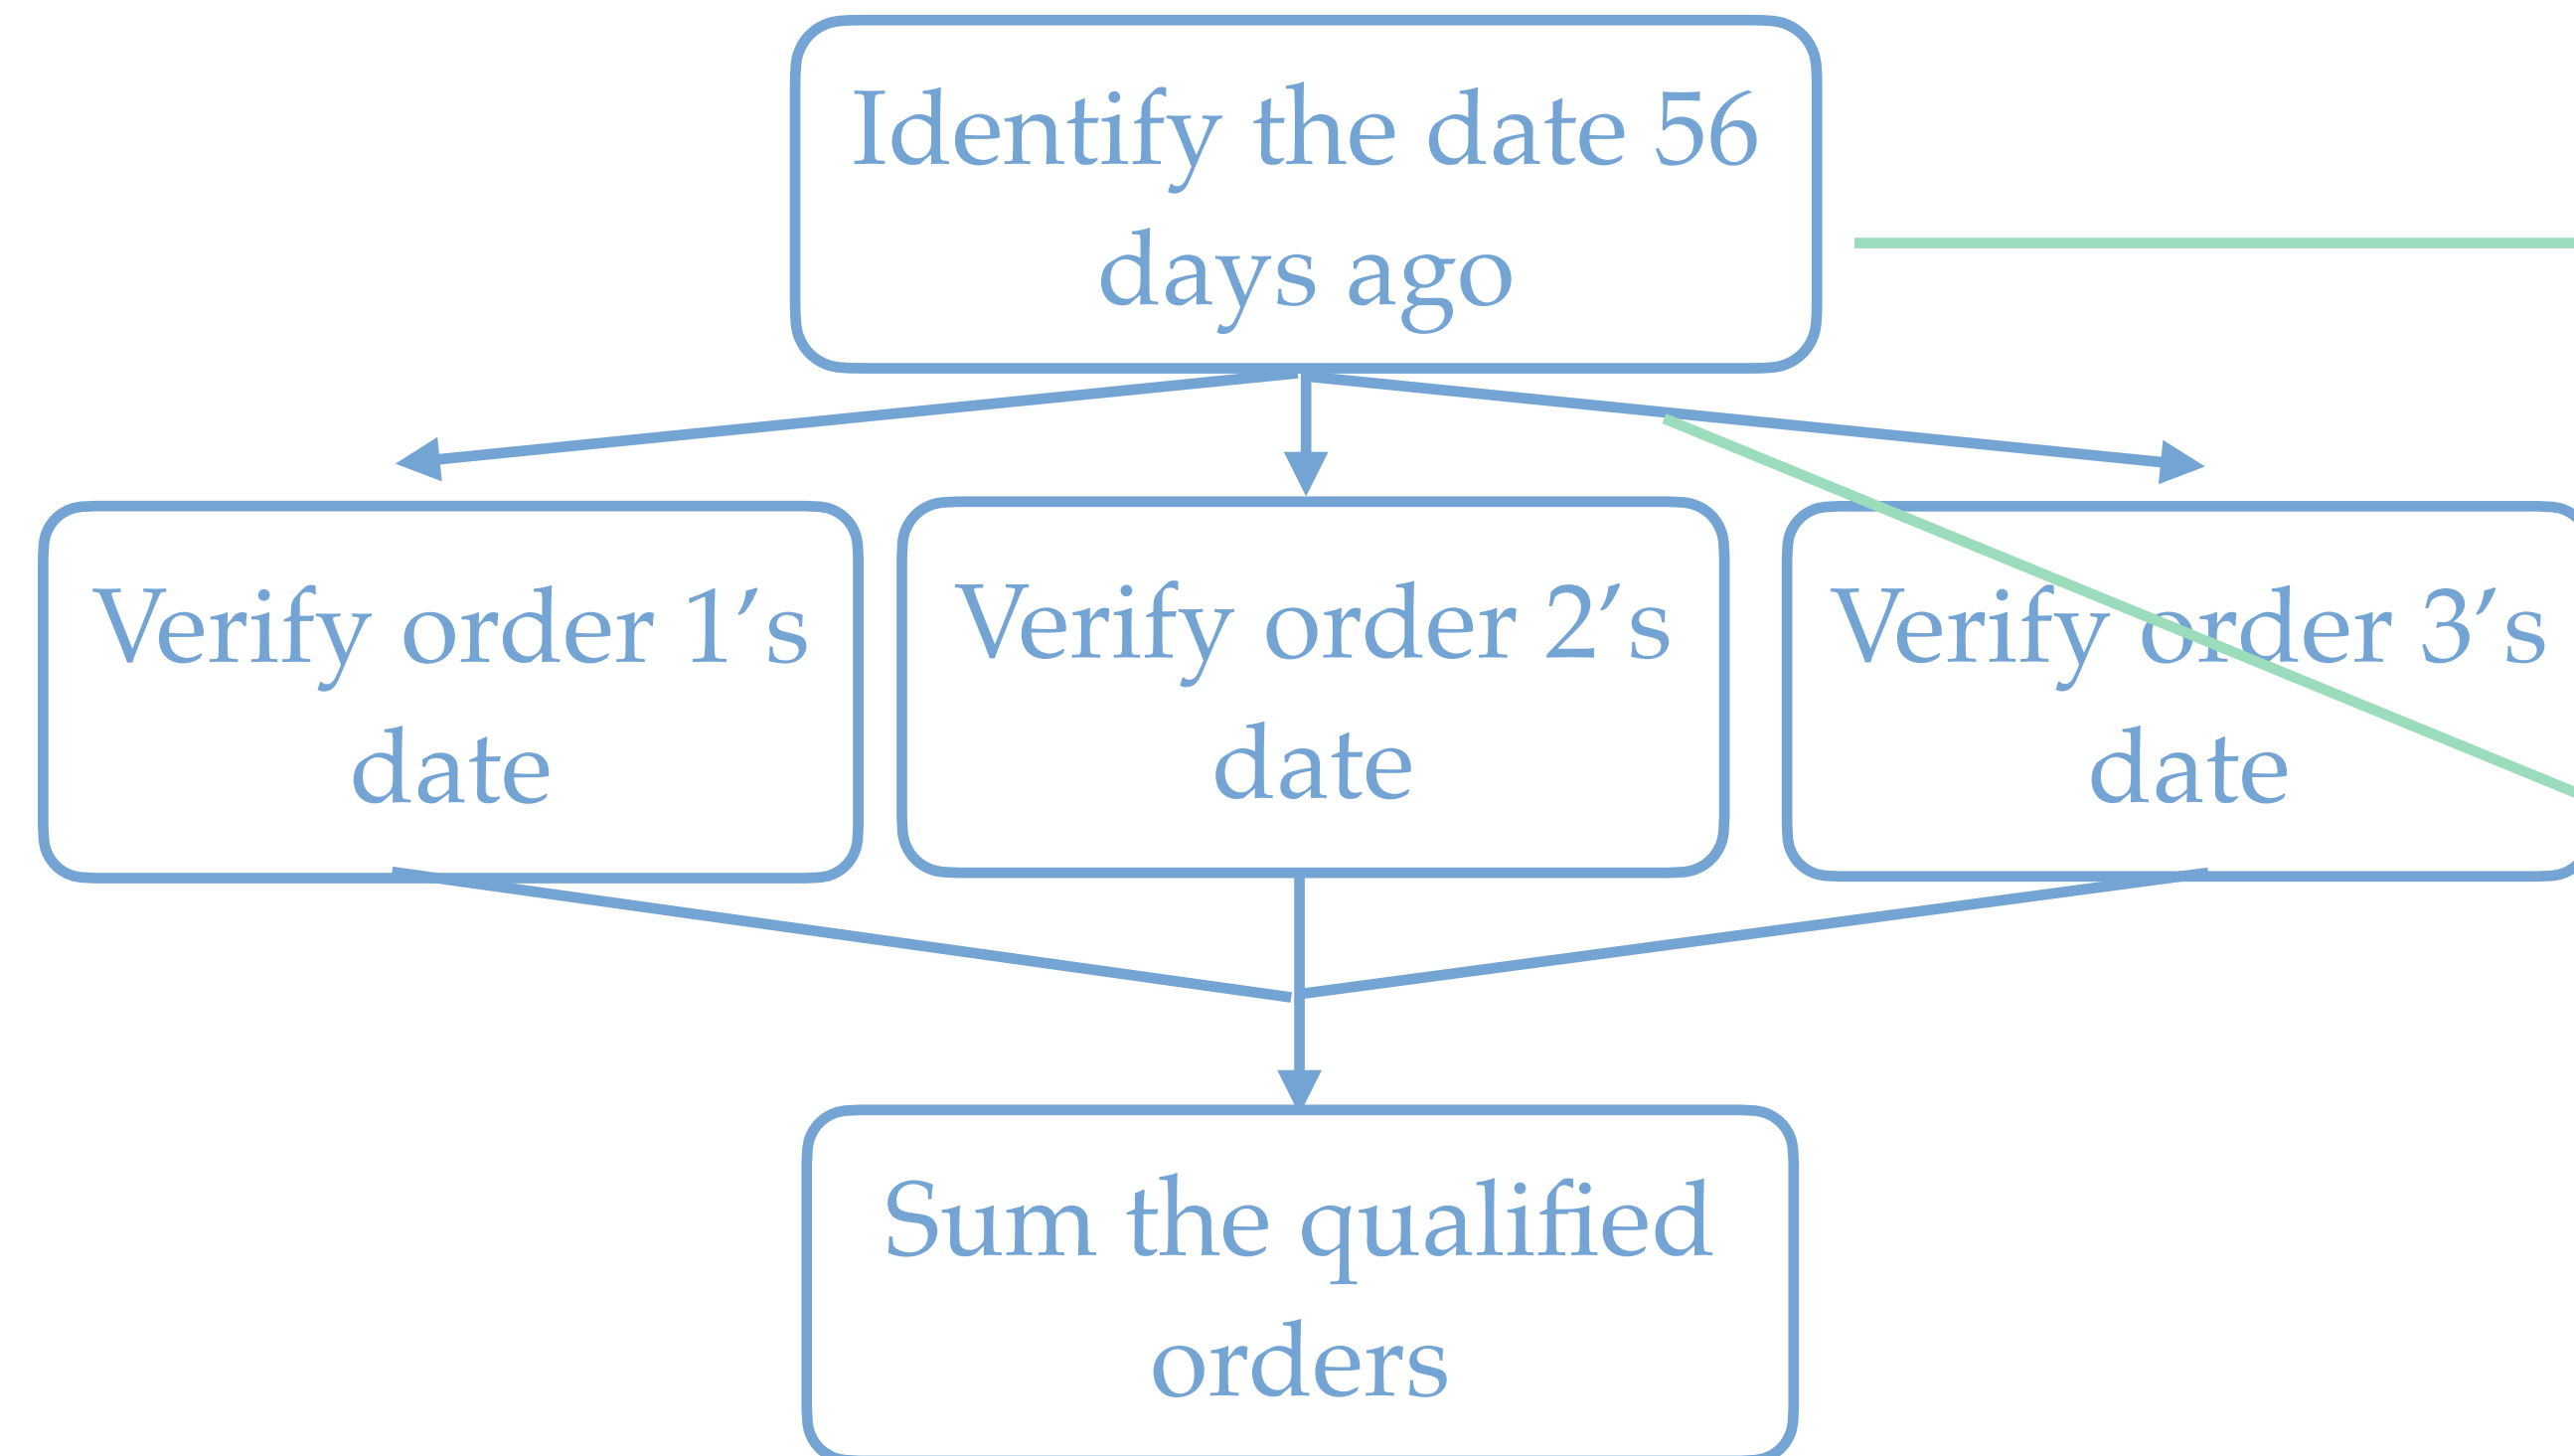 Identify the date 56
days ago
Verify order 1’s
date
Verify order 2’s
date
Verify order 3’s
date
Sum the qualified
orders